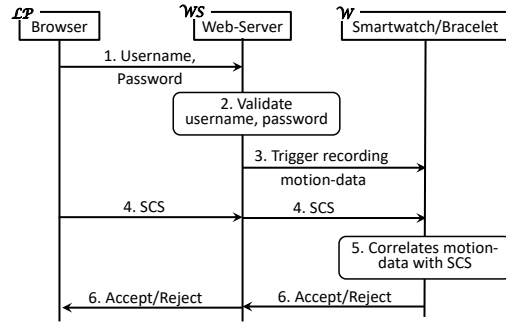 LP
WS
W
Browser
Web-Server
Smartwatch/Bracelet
1. Username,
Password
2. Validate
username, password
3. Trigger recording
motion-data
4. SCS
4. SCS
5. Correlates motion-
data with SCS
6. Accept/Reject
6. Accept/Reject